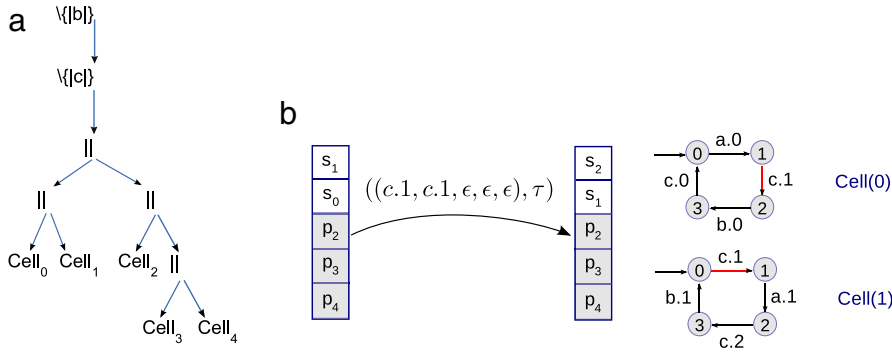 a
\{|b|}
\{|c|}
||
|| ||
Cell₀ Cell₁ Cell₂ ||
Cell₃ Cell₄
b
s₁
s₀
p₂
p₃
p₄
((c.1, c.1, ϵ, ϵ, ϵ), τ)
s₂
s₁
p₂
p₃
p₄
a.0
0 1
c.0 c.1
3 2
b.0
Cell(0)
c.1
0 1
b.1 a.1
3 2
c.2
Cell(1)